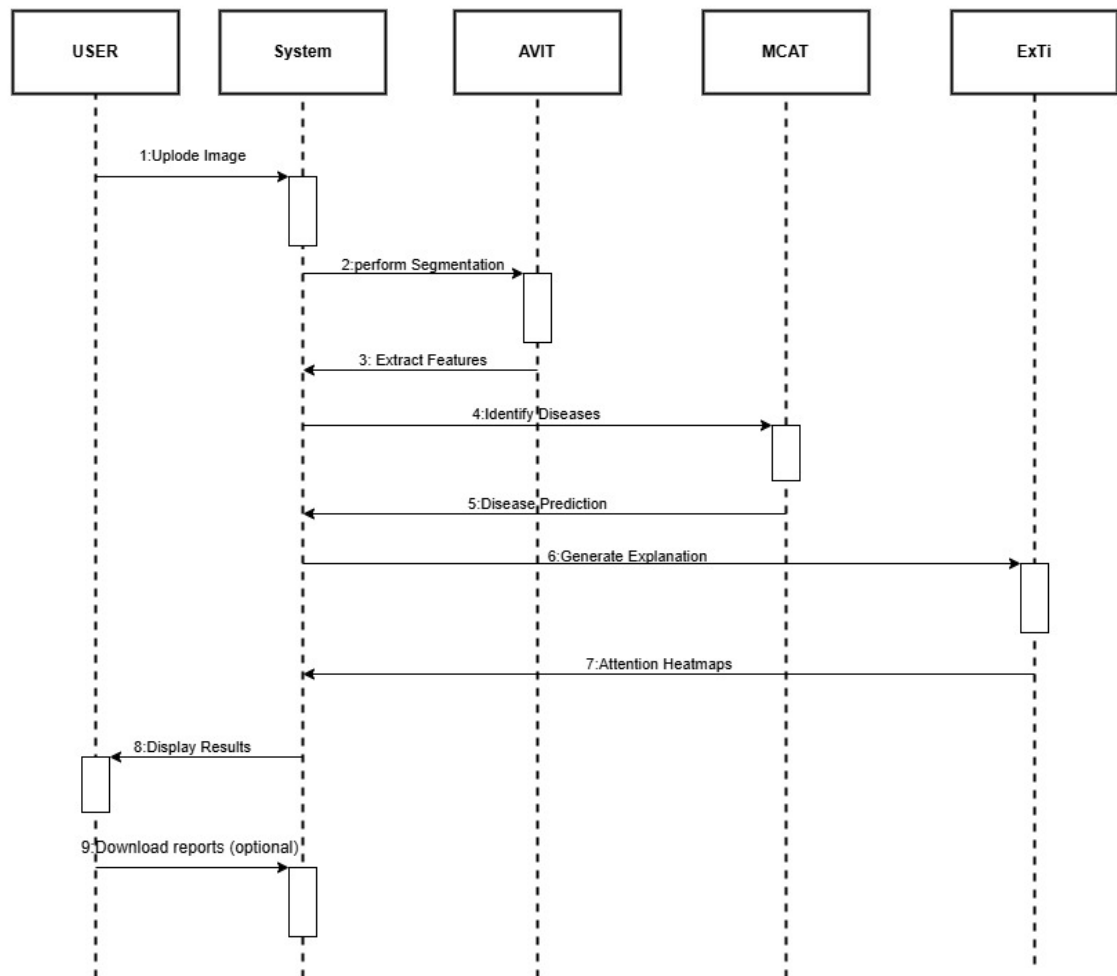 USER
System
AVIT
MCAT
ExTi
1:Uplode Image
2:perform Segmentation
3: Extract Features
4:Identify Diseases
5:Disease Prediction
6:Generate Explanation
7:Attention Heatmaps
8:Display Results
9:Download reports (optional)